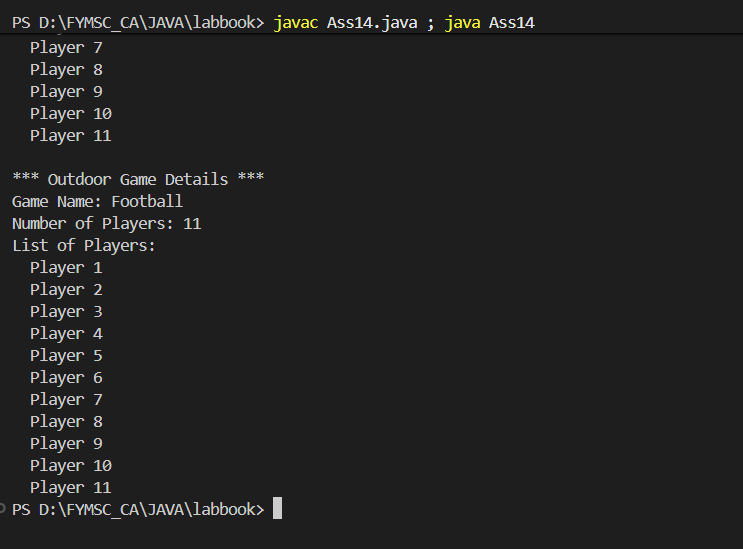 PS D:\FYMSC_CA\JAVA\labbook> javac Ass14.java ; java Ass14
  Player 7
  Player 8
  Player 9
  Player 10
  Player 11

*** Outdoor Game Details ***
Game Name: Football
Number of Players: 11
List of Players:
  Player 1
  Player 2
  Player 3
  Player 4
  Player 5
  Player 6
  Player 7
  Player 8
  Player 9
  Player 10
  Player 11
PS D:\FYMSC_CA\JAVA\labbook>